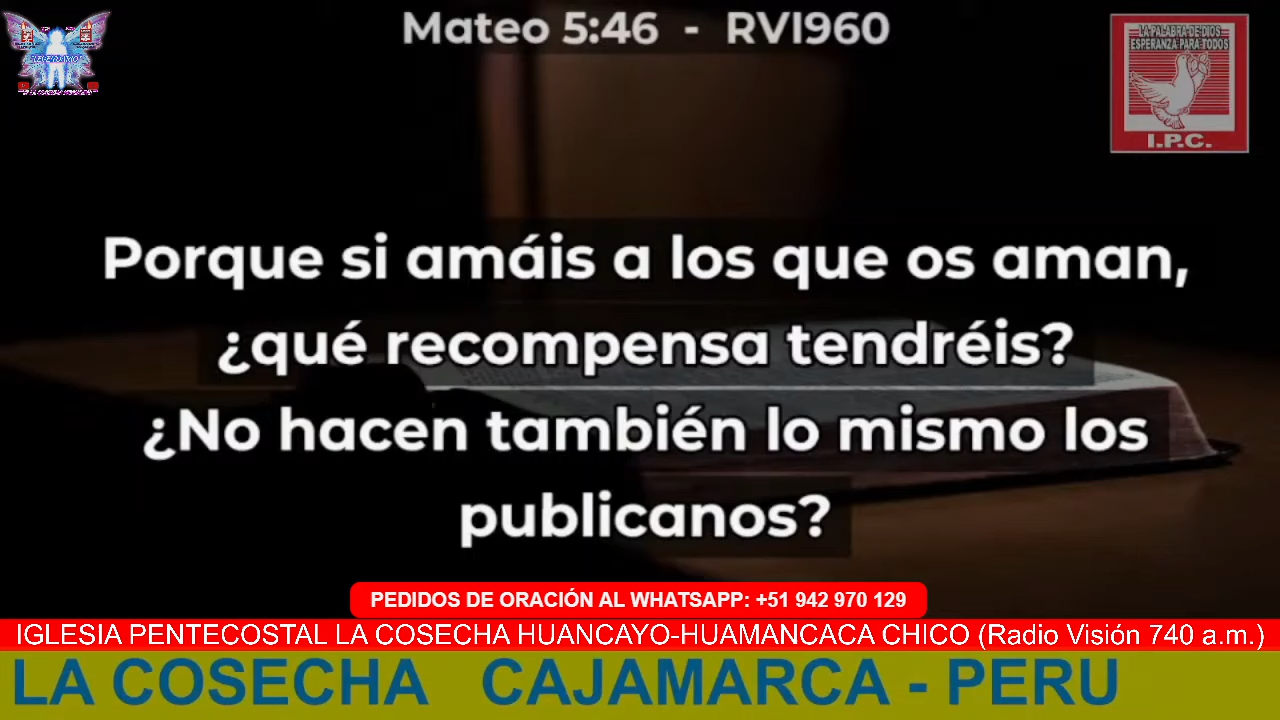 Mateo 5:46 - RVI960
LA PALABRA DE DIOS
ESPERANZA PARA TODOS
I.P.C.
Porque si amáis a los que os aman,
¿qué recompensa tendréis?
¿No hacen también lo mismo los
publicanos?
PEDIDOS DE ORACIÓN AL WHATSAPP: +51 942 970 129
IGLESIA PENTECOSTAL LA COSECHA HUANCAYO-HUAMANCACA CHICO (Radio Visión 740 a.m.)
LA COSECHA CAJAMARCA - PERU